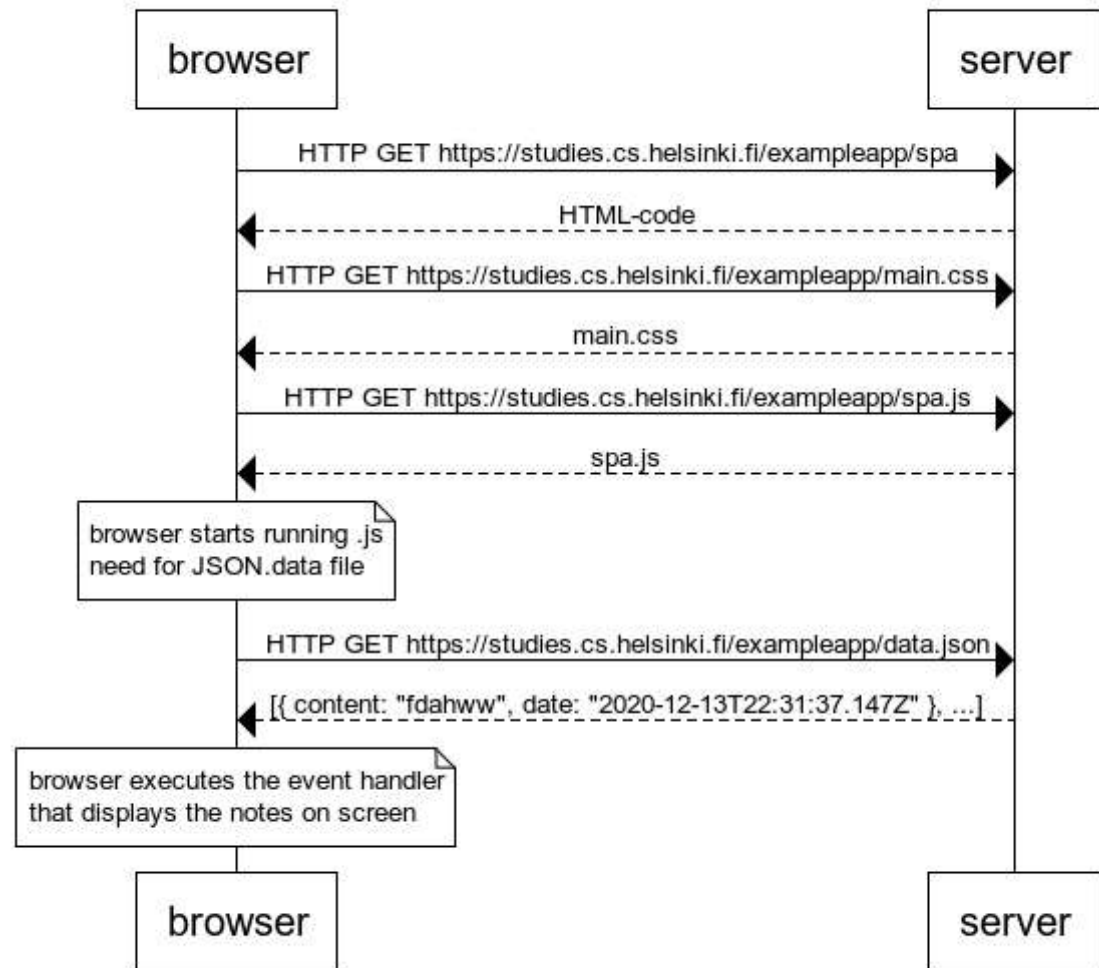 browser
server
HTTP GET https://studies.cs.helsinki.fi/exampleapp/spa
HTML-code
HTTP GET https://studies.cs.helsinki.fi/exampleapp/main.css
main.css
HTTP GET https://studies.cs.helsinki.fi/exampleapp/spa.js
spa.js
browser starts running .js
need for JSON.data file
HTTP GET https://studies.cs.helsinki.fi/exampleapp/data.json
[{ content: "fdahww", date: "2020-12-13T22:31:37.147Z" }, ...]
browser executes the event handler
that displays the notes on screen
browser
server